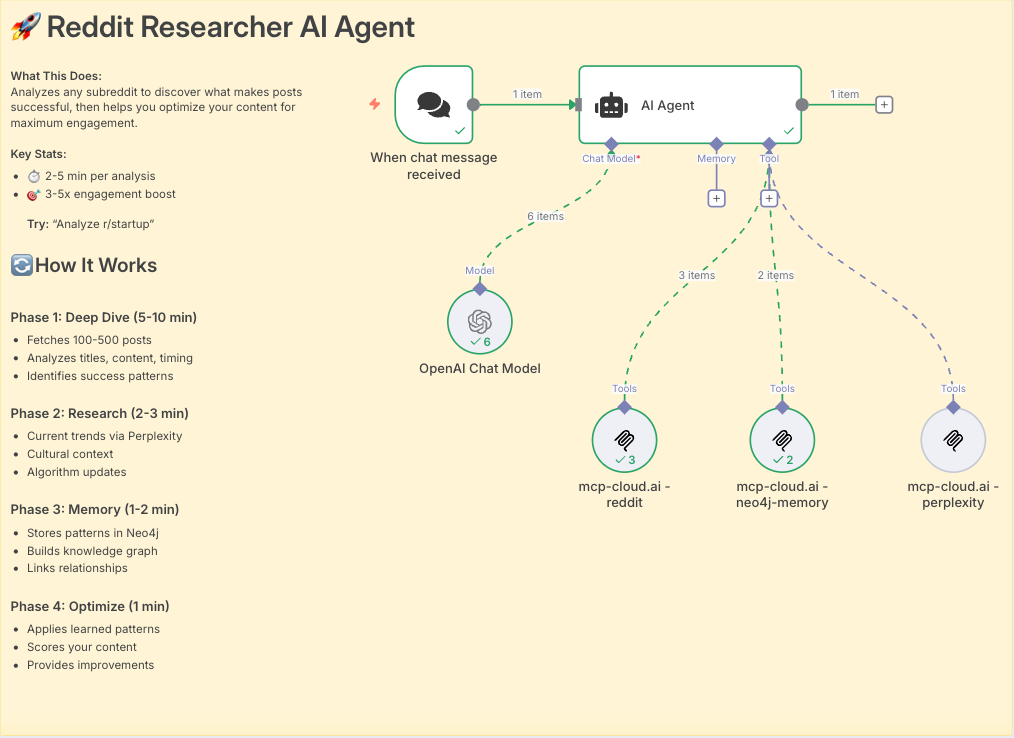 🚀 Reddit Researcher AI Agent
What This Does:
Analyzes any subreddit to discover what makes posts
successful, then helps you optimize your content for
maximum engagement.
Key Stats:
• ⏱️ 2-5 min per analysis
• 🎯 3-5x engagement boost
Try: “Analyze r/startup”
🔄How It Works
Phase 1: Deep Dive (5-10 min)
• Fetches 100-500 posts
• Analyzes titles, content, timing
• Identifies success patterns
Phase 2: Research (2-3 min)
• Current trends via Perplexity
• Cultural context
• Algorithm updates
Phase 3: Memory (1-2 min)
• Stores patterns in Neo4j
• Builds knowledge graph
• Links relationships
Phase 4: Optimize (1 min)
• Applies learned patterns
• Scores your content
• Provides improvements
When chat message
received
1 item
AI Agent
1 item
Chat Model*
Memory
Tool
6 items
3 items
2 items
Model
6
OpenAI Chat Model
Tools
3
mcp-cloud.ai -
reddit
Tools
2
mcp-cloud.ai -
neo4j-memory
Tools
mcp-cloud.ai -
perplexity